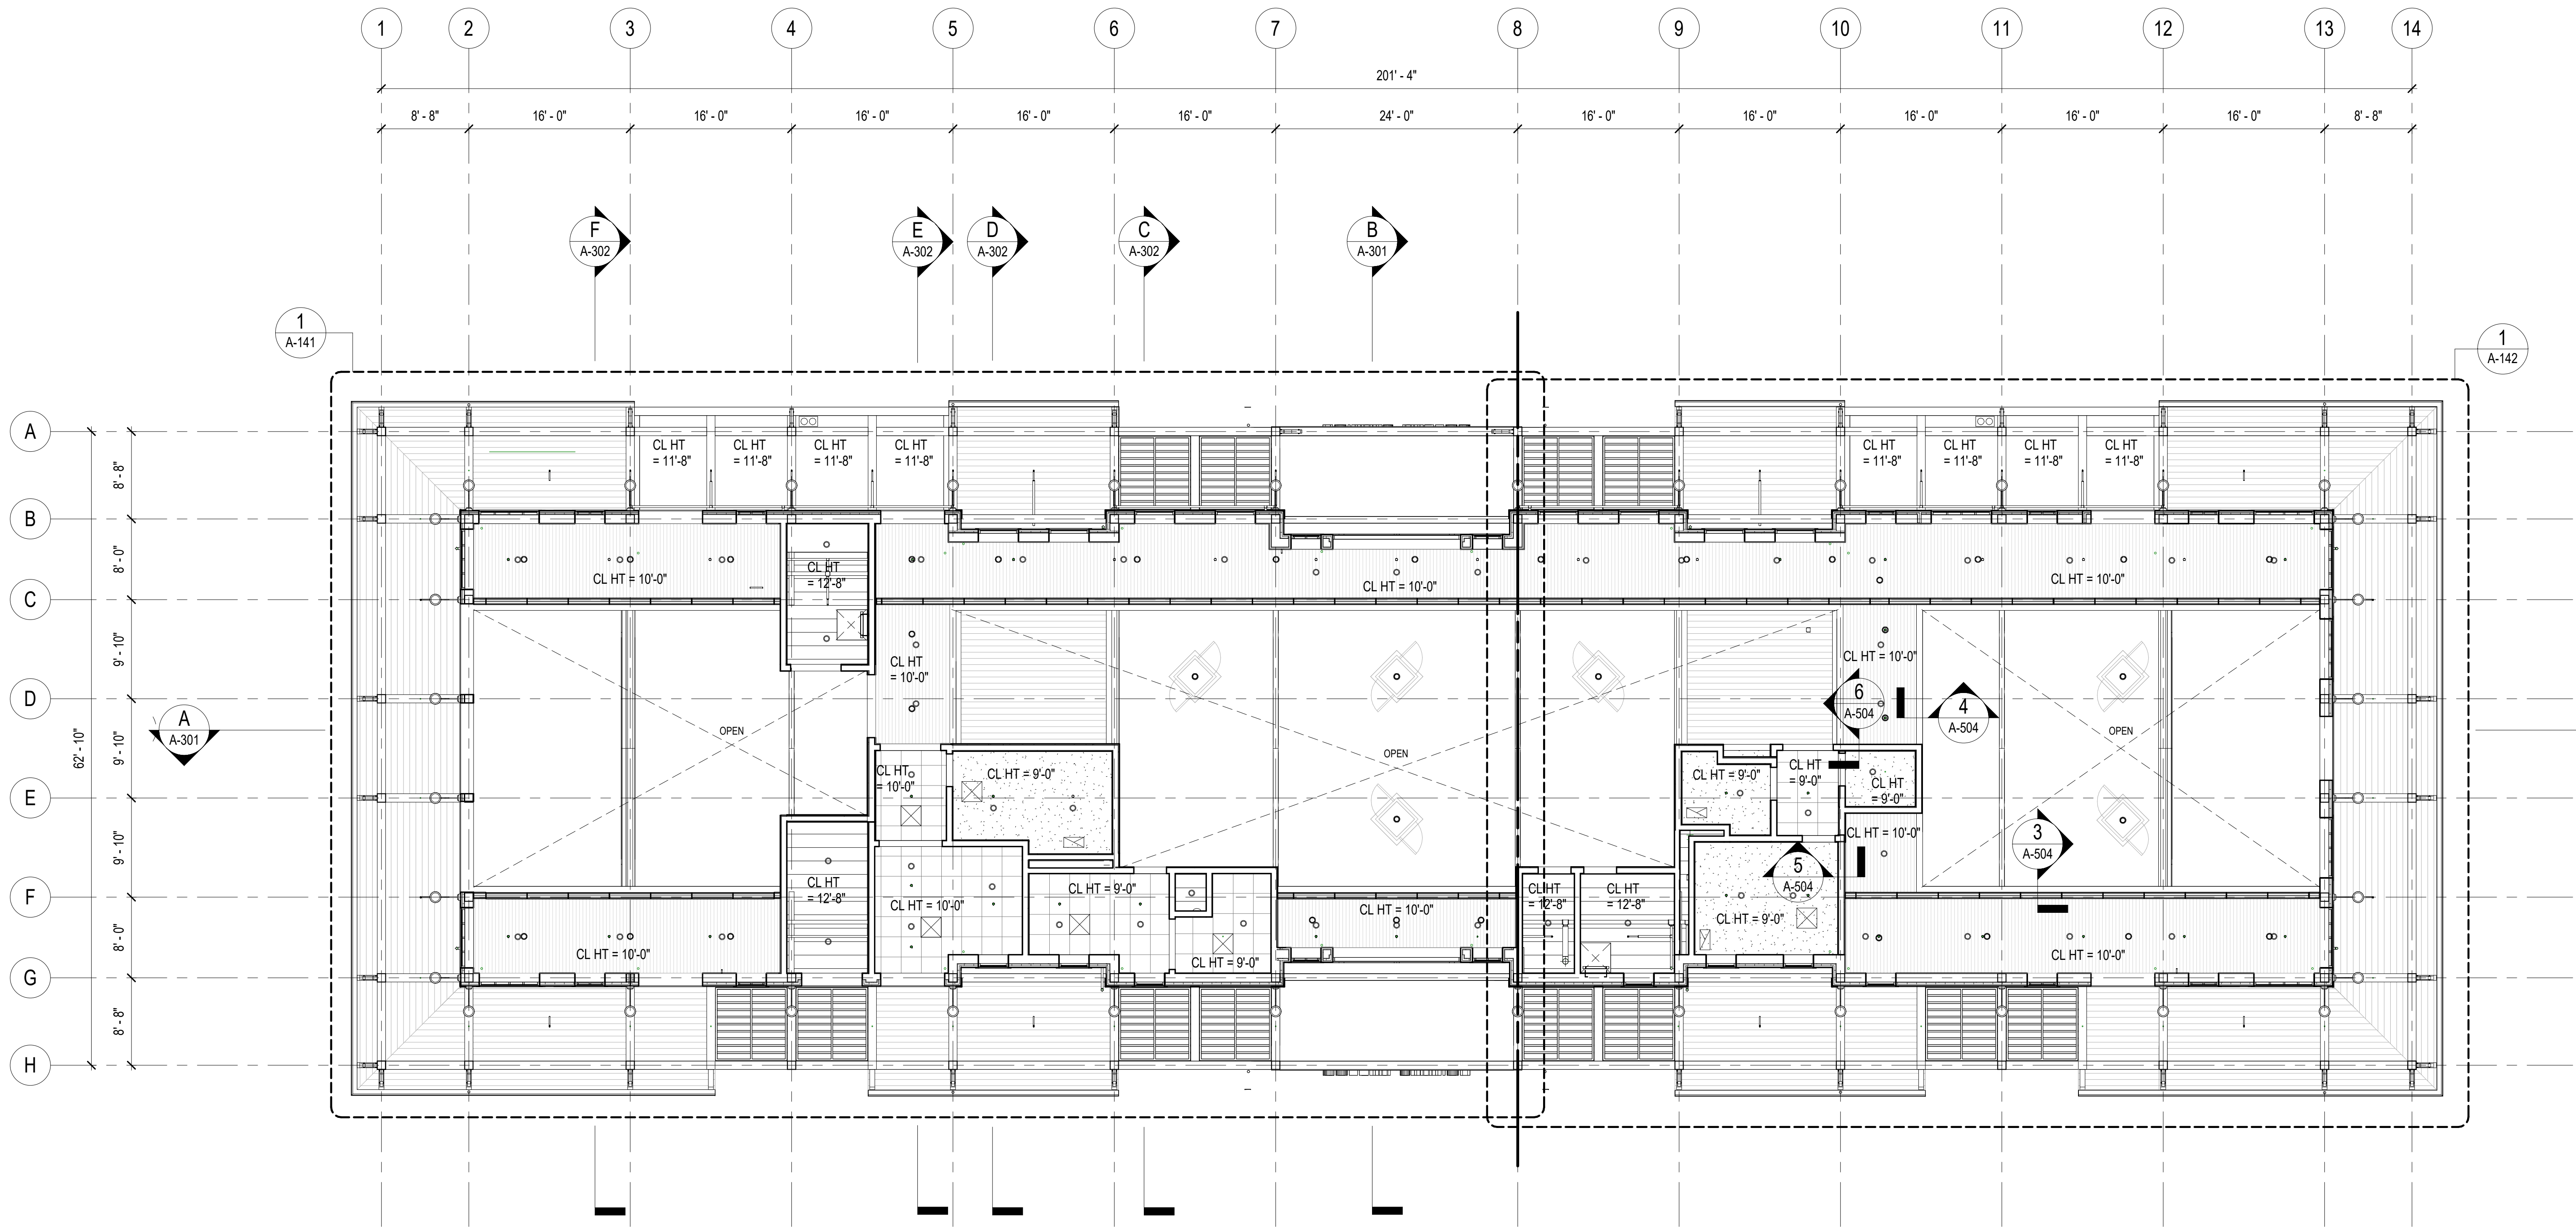 1 2 3 4 5 6 7 8 9 10 11 12 13 14
201' - 4"
8' - 8" 16' - 0" 16' - 0" 16' - 0" 16' - 0" 16' - 0" 24' - 0" 16' - 0" 16' - 0" 16' - 0" 16' - 0" 16' - 0" 8' - 8"
F
A-302
E
A-302
D
A-302
C
A-302
B
A-301
1
A-141
1
A-142
A
B
C
D
E
F
G
H
62' - 10"
8' - 8"
8' - 0"
9' - 10"
9' - 10"
9' - 10"
8' - 0"
8' - 8"
A
A-301
CL HT
= 11'-8"
CL HT
= 11'-8"
CL HT
= 11'-8"
CL HT
= 11'-8"
CL HT
= 11'-8"
CL HT
= 11'-8"
CL HT
= 11'-8"
CL HT
= 11'-8"
CL HT = 10'-0"
CL HT
= 12'-8"
CL HT = 10'-0"
CL HT = 10'-0"
CL HT
= 10'-0"
CL HT = 10'-0"
6
A-504
4
A-504
OPEN
OPEN
OPEN
CL HT
= 10'-0"
CL HT = 9'-0"
CL HT = 9'-0"
CL HT
= 9'-0"
CL HT
= 9'-0"
CL HT = 10'-0"
3
A-504
5
A-504
CL HT
= 12'-8"
CL HT = 10'-0"
CL HT = 9'-0"
CL HT = 10'-0"
CL HT
= 12'-8"
CL HT
= 12'-8"
CL HT = 9'-0"
CL HT = 10'-0"
CL HT = 9'-0"
CL HT = 10'-0"